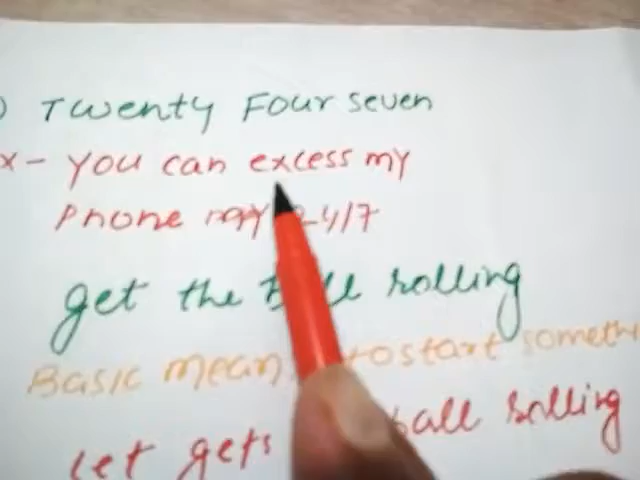 ) Twenty Four seven
x - You can excess my
Phone 24/7
get the Ball rolling
Basic mean to start someth
Let gets ball rolling